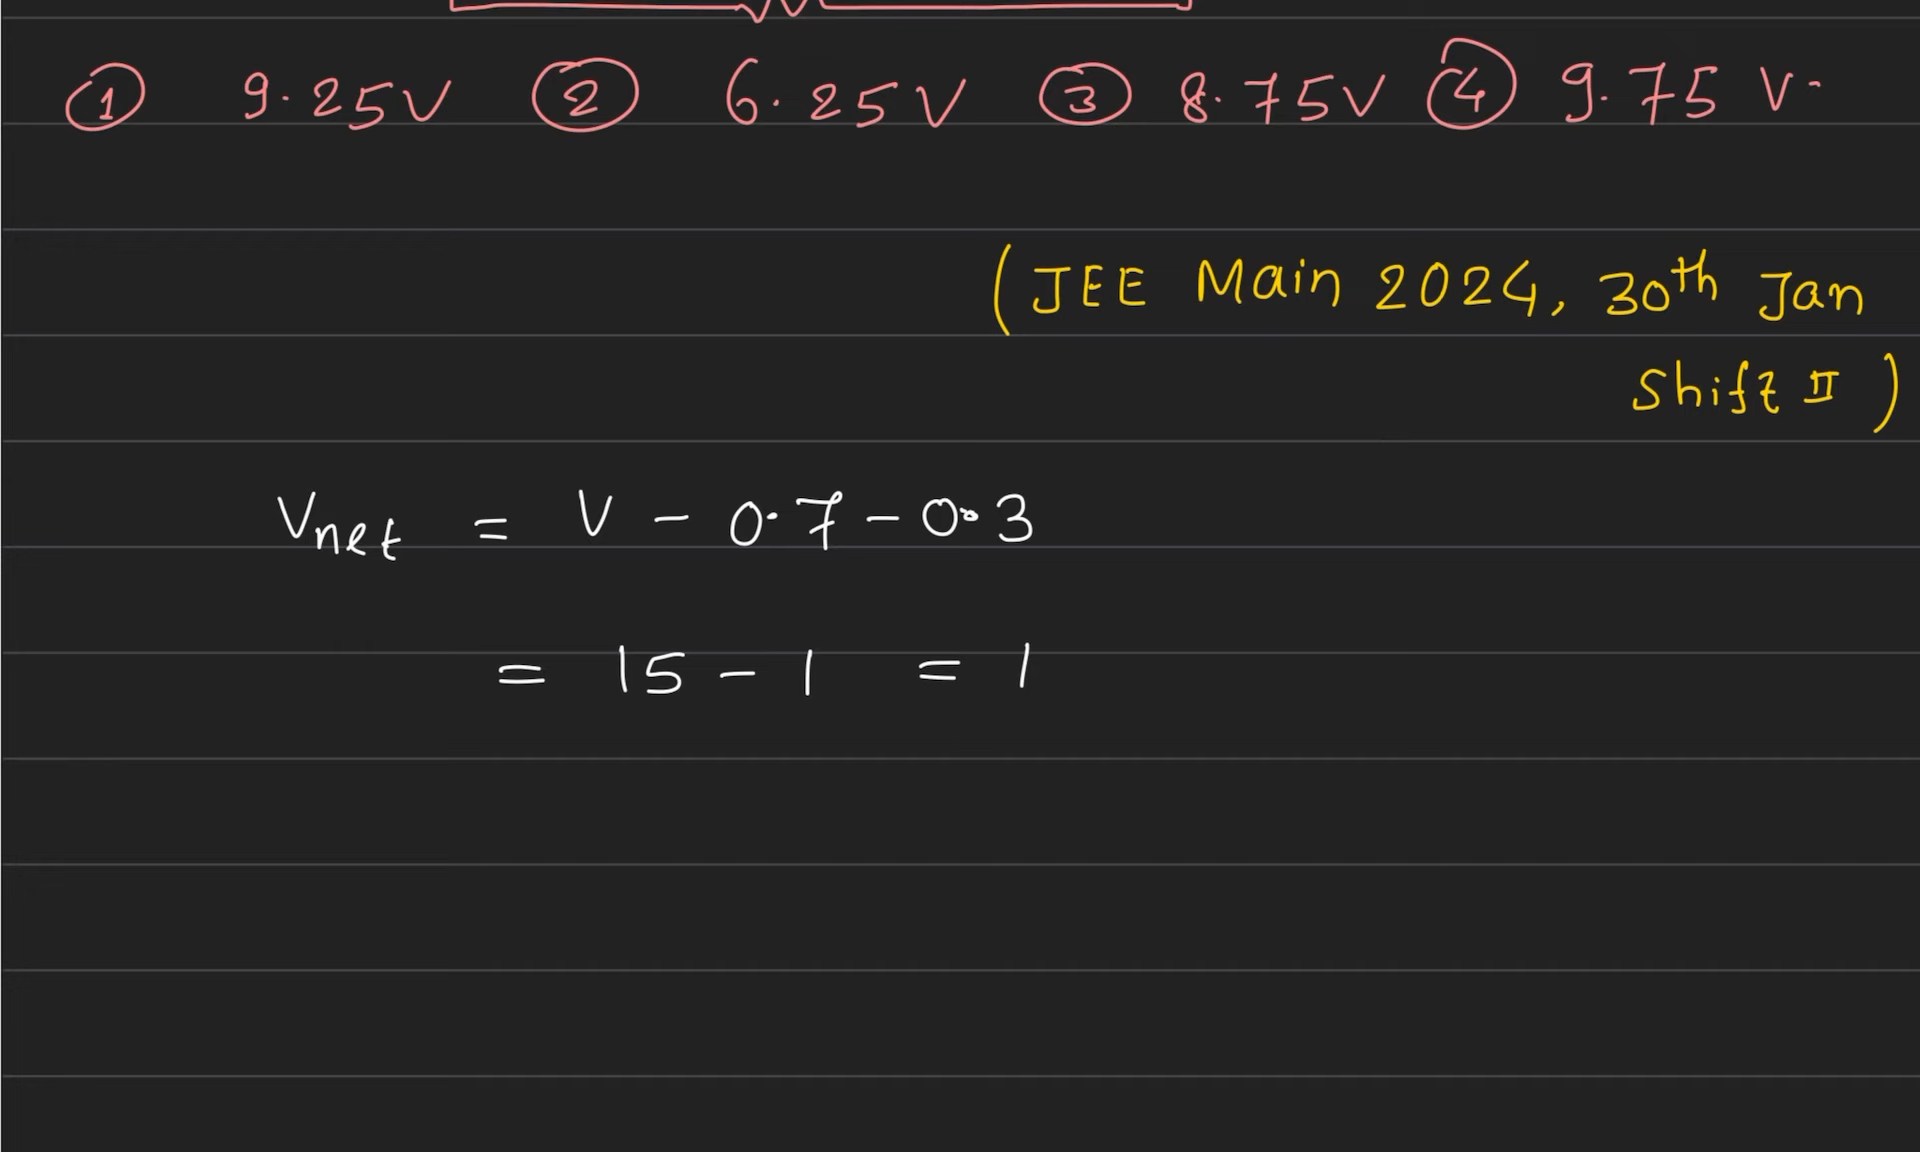 ① 9.25V ② 6.25V ③ 8.75V ④ 9.75 V.
(JEE Main 2024, 30th Jan
Shift II)
Vnet = V - 0.7 - 0.3
= 15 - 1 = 1